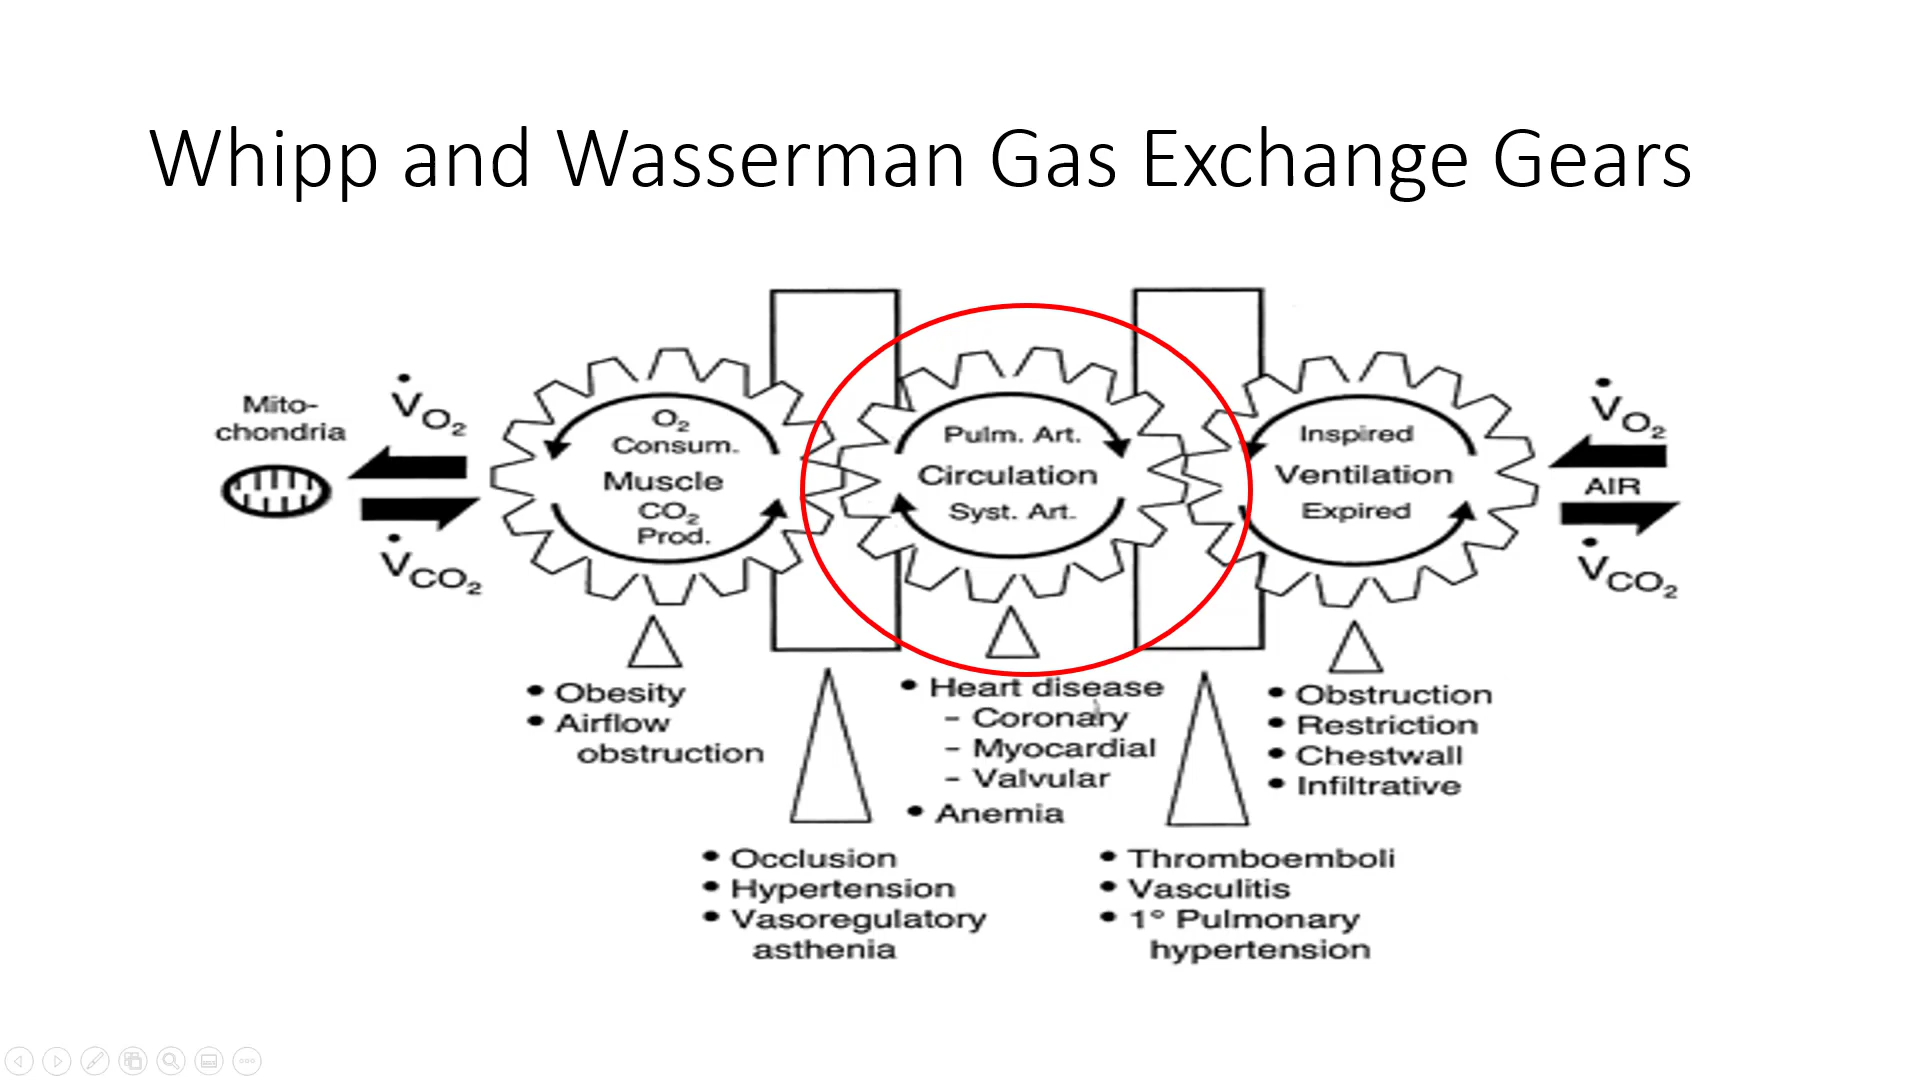 Whipp and Wasserman Gas Exchange Gears
Mito-
chondria
V̇O₂
V̇CO₂
O₂
Consum.
Muscle
CO₂
Prod.
Pulm. Art.
Circulation
Syst. Art.
Inspired
Ventilation
Expired
V̇O₂
AIR
V̇CO₂
• Obesity
• Airflow
obstruction
• Heart disease
– Coronary
– Myocardial
– Valvular
• Anemia
• Obstruction
• Restriction
• Chestwall
• Infiltrative
• Occlusion
• Hypertension
• Vasoregulatory
asthenia
• Thromboemboli
• Vasculitis
• 1° Pulmonary
hypertension